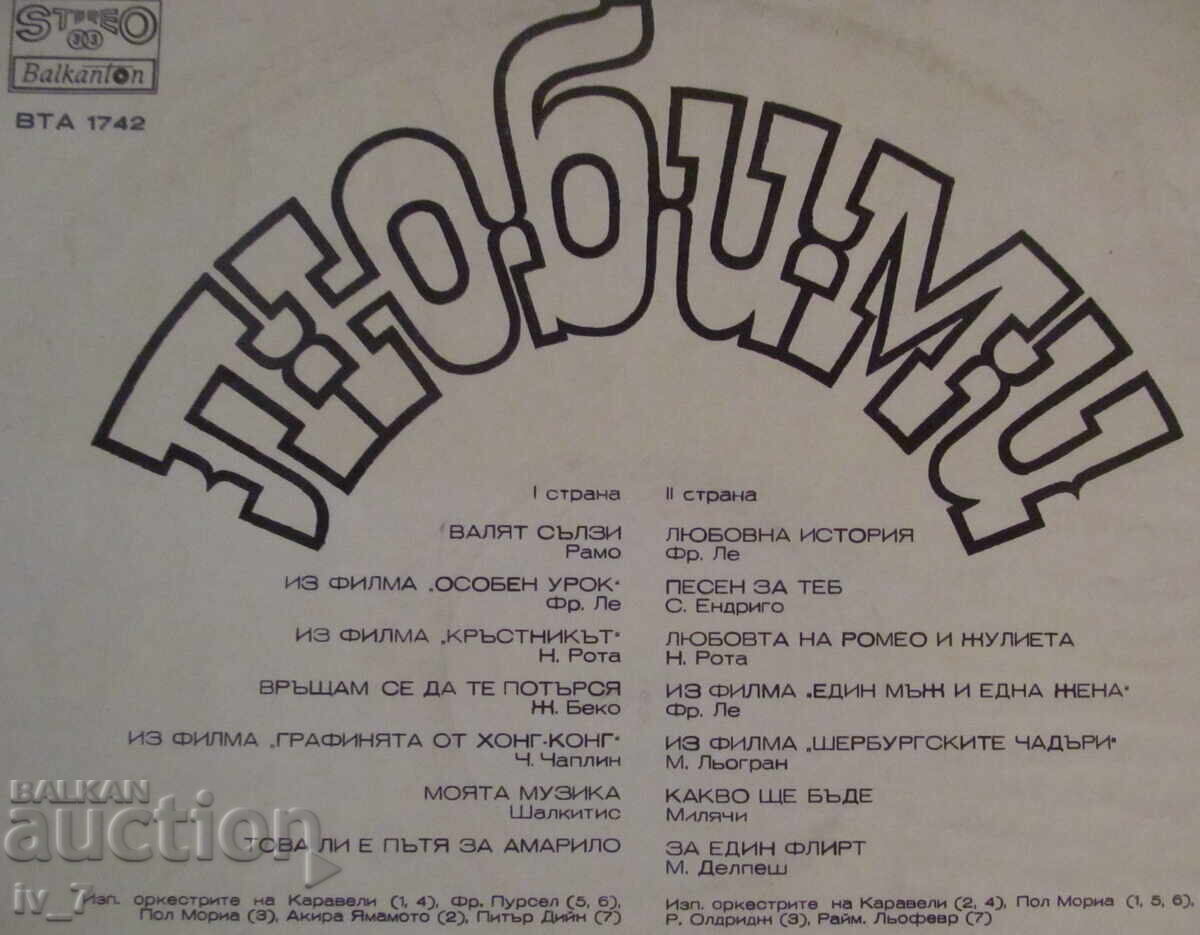 STEREO
33
Balkanton
ВТА 1742
Любими
I страна
ВАЛЯТ СЪЛЗИ
Рамо
ИЗ ФИЛМА „ОСОБЕН УРОК“
Фр. Ле
ИЗ ФИЛМА „КРЪСТНИКЪТ“
Н. Рота
ВРЪЩАМ СЕ ДА ТЕ ПОТЪРСЯ
Ж. Беко
ИЗ ФИЛМА „ГРАФИНЯТА ОТ ХОНГ-КОНГ“
Ч. Чаплин
МОЯТА МУЗИКА
Шалкитис
ТОВА ЛИ Е ПЪТЯ ЗА АМАРИЛО
Изп. оркестрите на Каравели (1, 4), Фр. Пурсел (5, 6),
Пол Мориа (3), Акира Ямамото (2), Питър Дийн (7)
II страна
ЛЮБОВНА ИСТОРИЯ
Фр. Ле
ПЕСЕН ЗА ТЕБ
С. Ендриго
ЛЮБОВТА НА РОМЕО И ЖУЛИЕТА
Н. Рота
ИЗ ФИЛМА „ЕДИН МЪЖ И ЕДНА ЖЕНА“
Фр. Ле
ИЗ ФИЛМА „ШЕРБУРГСКИТЕ ЧАДЪРИ“
М. Льогран
КАКВО ЩЕ БЪДЕ
Милячи
ЗА ЕДИН ФЛИРТ
М. Делпеш
Изп. оркестрите на Каравели (2, 4), Пол Мориа (1, 5, 6),
Р. Олдридж (3), Райм. Льофевр (7)
BALKAN
auction
iv_7